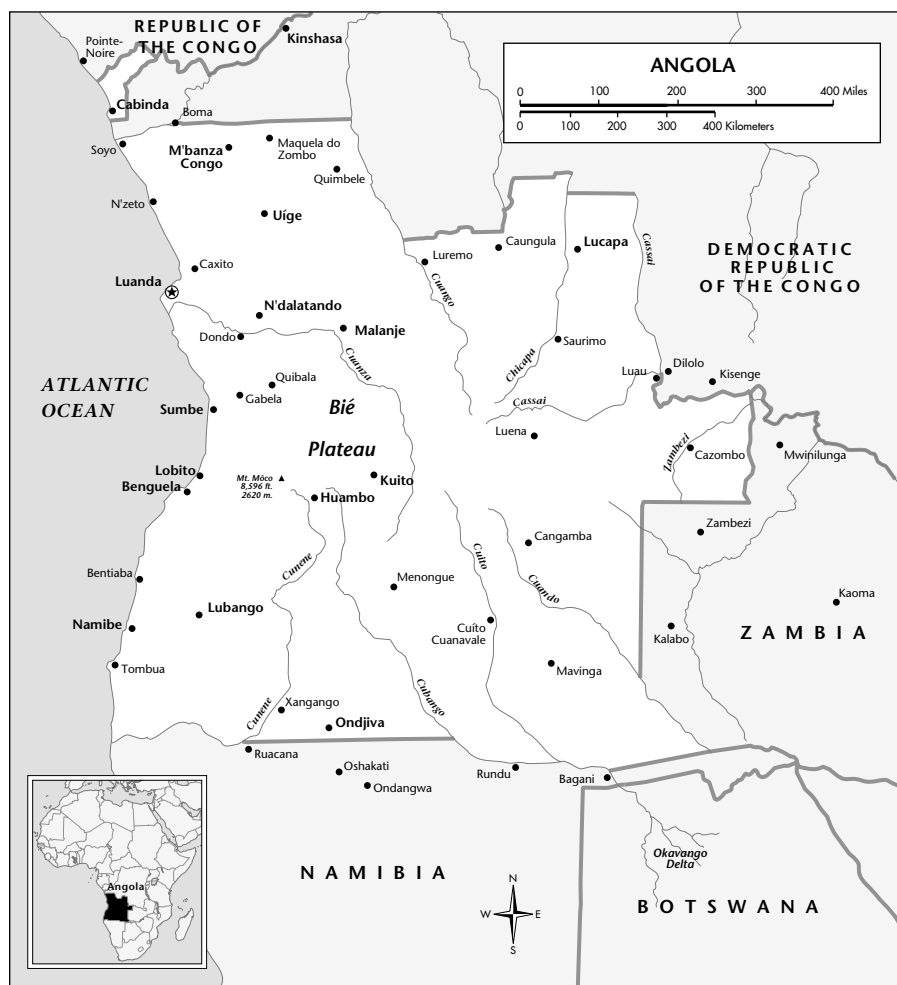 REPUBLIC OF
THE CONGO
Pointe-
Noire
Kinshasa
ANGOLA
0 100 200 300 400 Miles
0 100 200 300 400 Kilometers
Cabinda
Boma
Soyo
M'banza
Congo
Maquela do
Zombo
Quimbele
N'zeto
Uíge
Luremo
Caungula
Lucapa
Cassai
DEMOCRATIC
REPUBLIC
OF THE CONGO
Caxito
Cuango
Luanda
N'dalatando
Malanje
Dondo
Cuanza
Chicapa
Saurimo
Luau
Dilolo
Kisenge
ATLANTIC
OCEAN
Quibala
Gabela
Sumbe
Bié
Plateau
Cassai
Luena
Zambezi
Cazombo
Mwinilunga
Lobito
Benguela
Mt. Môco
8,596 ft.
2620 m.
Huambo
Kuito
Zambezi
Cangamba
Cunene
Cuito
Cuando
Bentiaba
Menongue
Kaoma
Lubango
Namibe
Cuíto
Cuanavale
Kalabo
ZAMBIA
Tombua
Mavinga
Xangango
Cunene
Cubango
Ondjiva
Ruacana
Oshakati
Ondangwa
Rundu
Bagani
Okavango
Delta
NAMIBIA
BOTSWANA
Angola
N
W E
S